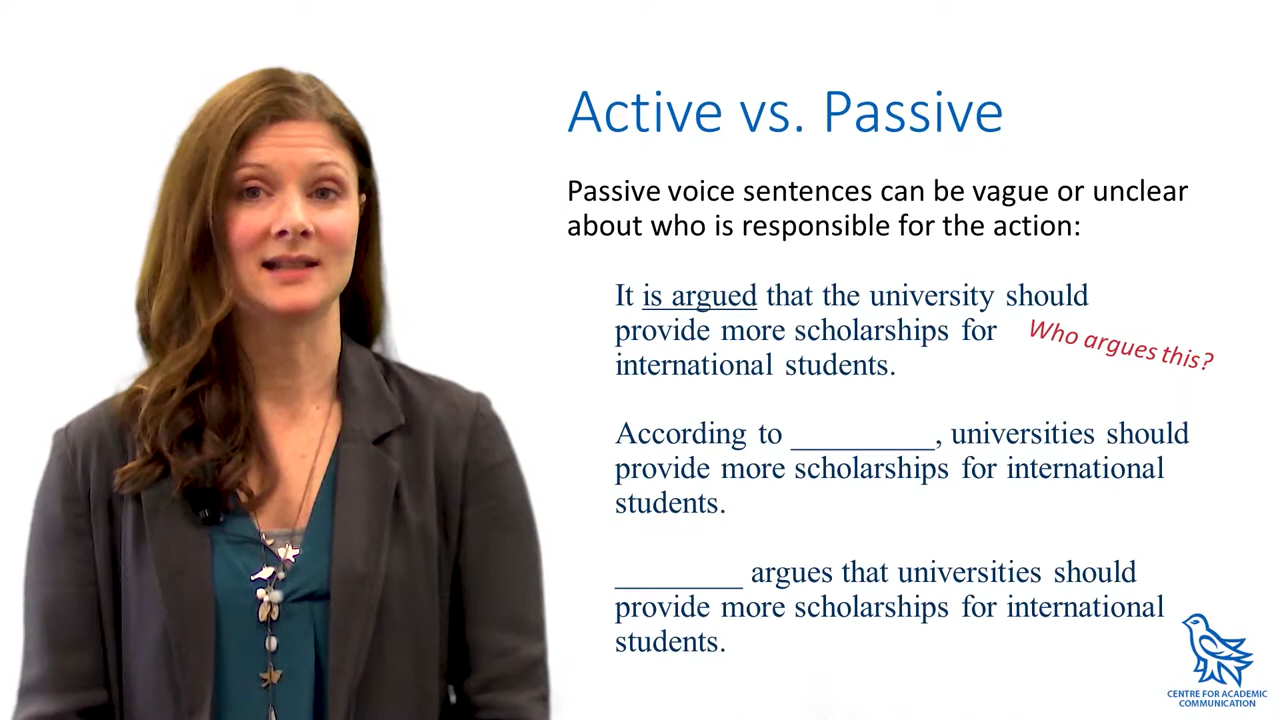 Active vs. Passive
Passive voice sentences can be vague or unclear
about who is responsible for the action:
It is argued that the university should
provide more scholarships for
international students.
Who argues this?
According to _________, universities should
provide more scholarships for international
students.
________ argues that universities should
provide more scholarships for international
students.
CENTRE FOR ACADEMIC
COMMUNICATION